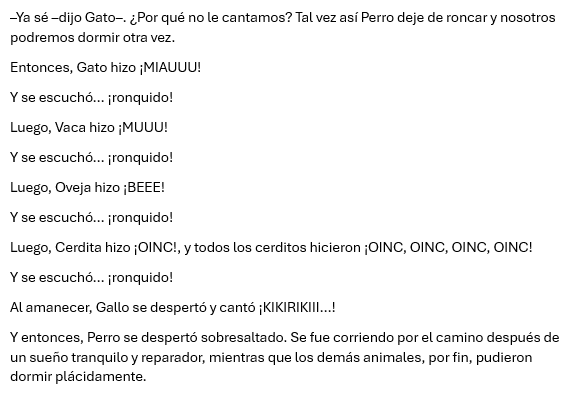 –Ya sé –dijo Gato–. ¿Por qué no le cantamos? Tal vez así Perro deje de roncar y nosotros
podremos dormir otra vez.
Entonces, Gato hizo ¡MIAUUU!
Y se escuchó... ¡ronquido!
Luego, Vaca hizo ¡MUUU!
Y se escuchó... ¡ronquido!
Luego, Oveja hizo ¡BEEE!
Y se escuchó... ¡ronquido!
Luego, Cerdita hizo ¡OINC!, y todos los cerditos hicieron ¡OINC, OINC, OINC, OINC!
Y se escuchó... ¡ronquido!
Al amanecer, Gallo se despertó y cantó ¡KIKIRIKIII...!
Y entonces, Perro se despertó sobresaltado. Se fue corriendo por el camino después de
un sueño tranquilo y reparador, mientras que los demás animales, por fin, pudieron
dormir plácidamente.